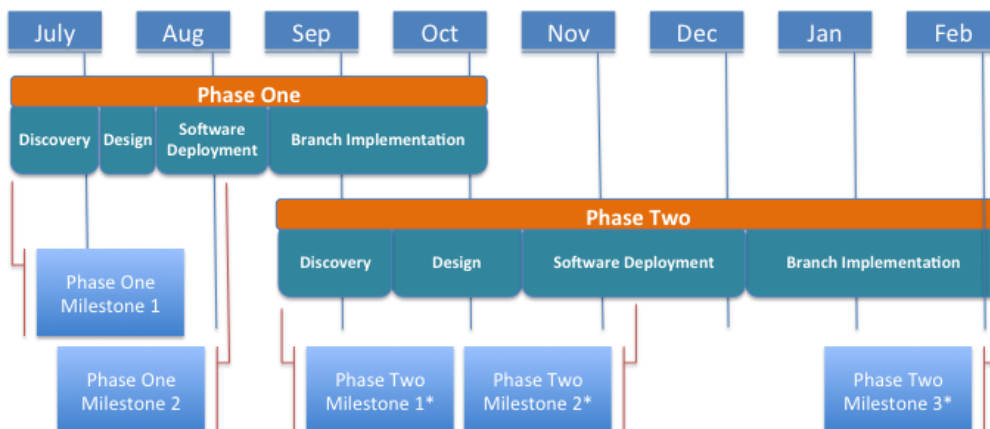 July Aug Sep Oct Nov Dec Jan Feb
Phase One
Discovery Design Software Deployment Branch Implementation
Phase Two
Discovery Design Software Deployment Branch Implementation
Phase One
Milestone 1
Phase One
Milestone 2
Phase Two
Milestone 1*
Phase Two
Milestone 2*
Phase Two
Milestone 3*